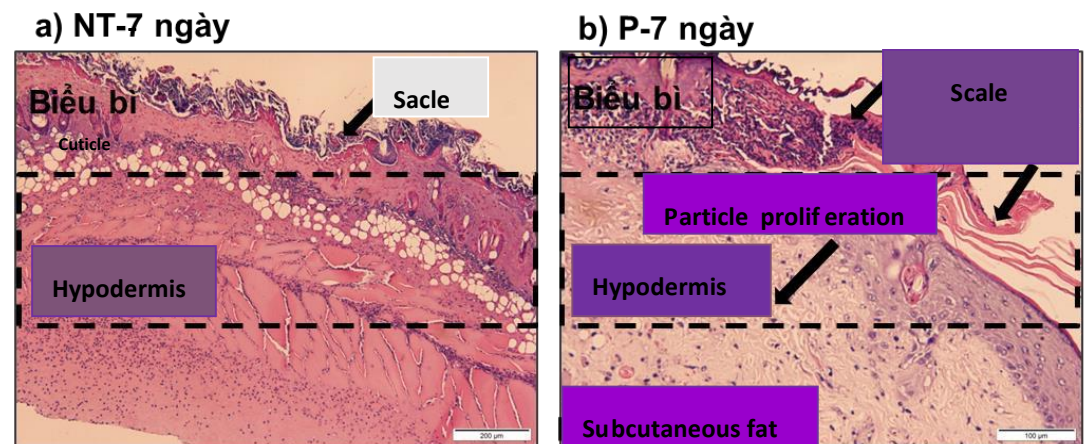 a) NT-7 ngày
b) P-7 ngày
Biểu bì
Cuticle
Sacle
Hypodermis
200 µm
Biểu bì
Scale
Particle prolif eration
Hypodermis
Subcutaneous fat
100 µm